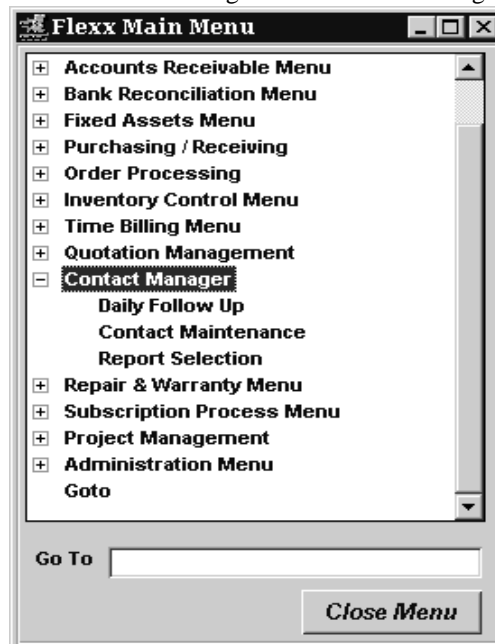 Flexx Main Menu
Accounts Receivable Menu
Bank Reconciliation Menu
Fixed Assets Menu
Purchasing / Receiving
Order Processing
Inventory Control Menu
Time Billing Menu
Quotation Management
Contact Manager
Daily Follow Up
Contact Maintenance
Report Selection
Repair & Warranty Menu
Subscription Process Menu
Project Management
Administration Menu
Goto
Go To
Close Menu